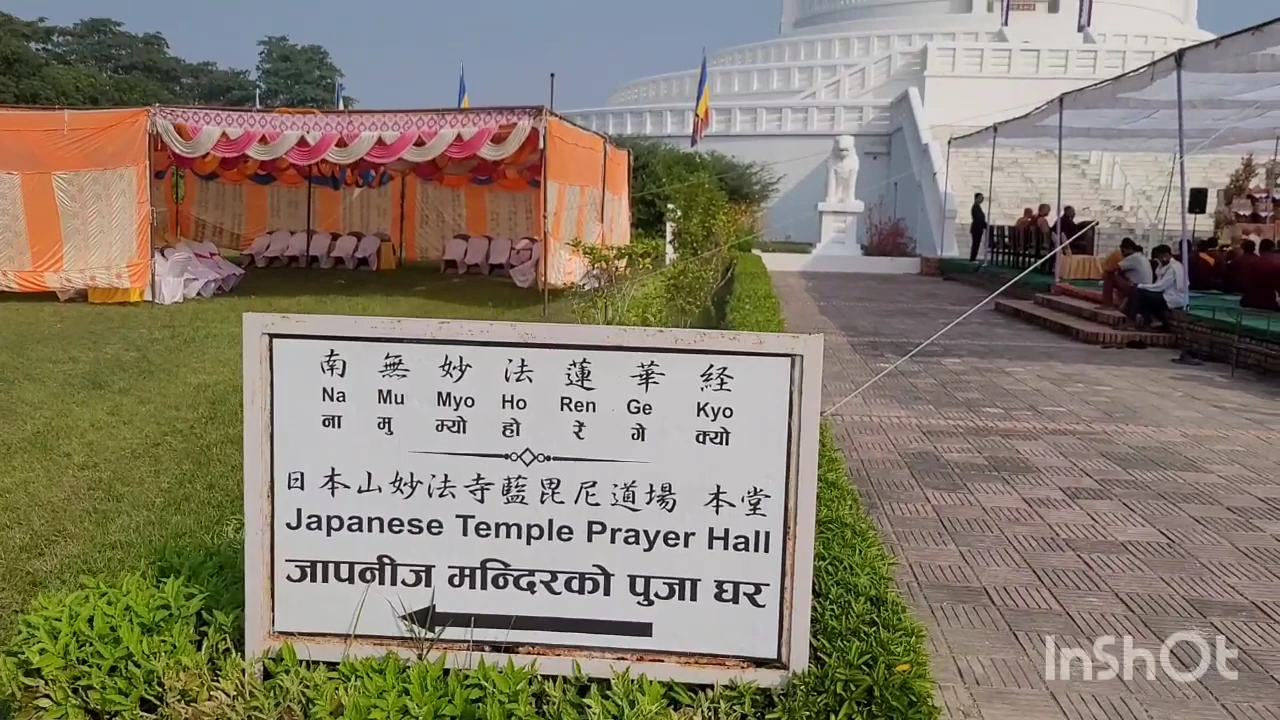 南 無 妙 法 蓮 華 経
Na Mu Myo Ho Ren Ge Kyo
ना मु म्यो हो रें गे क्यो
日本山妙法寺藍毘尼道場 本堂
Japanese Temple Prayer Hall
जापनीज मन्दिरको पुजा घर
InShOt